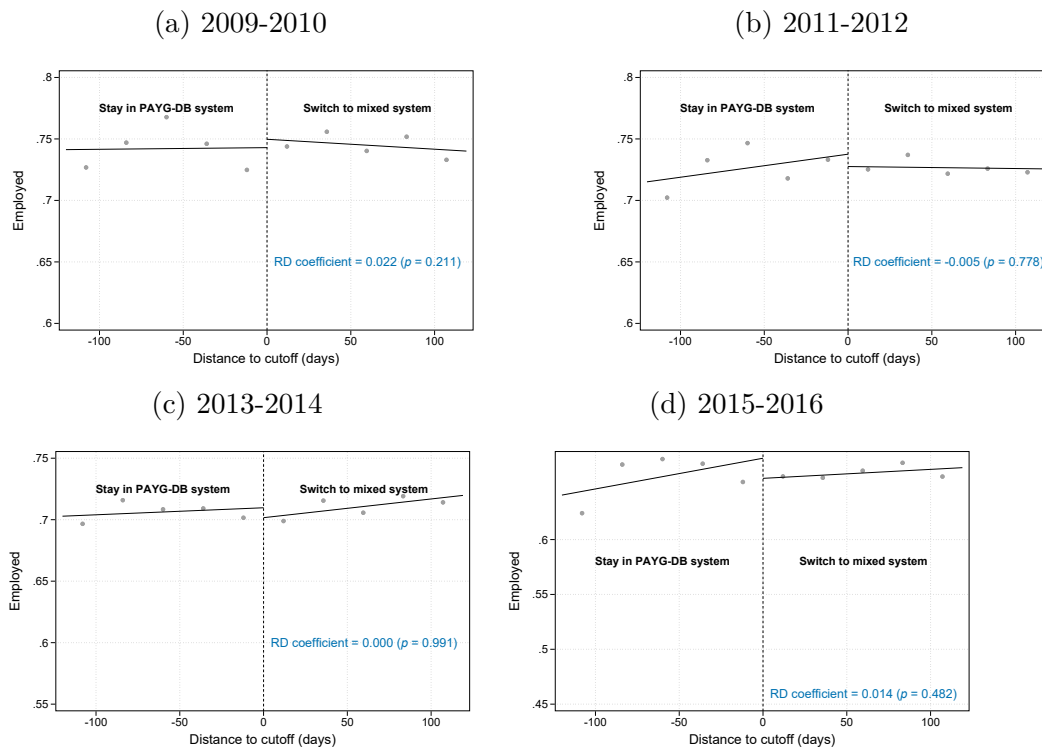 (a) 2009-2010
.8
.75
.7
.65
.6
Employed
Stay in PAYG-DB system
Switch to mixed system
RD coefficient = 0.022 (p = 0.211)
-100 -50 0 50 100
Distance to cutoff (days)
(b) 2011-2012
.8
.75
.7
.65
.6
Employed
Stay in PAYG-DB system
Switch to mixed system
RD coefficient = -0.005 (p = 0.778)
-100 -50 0 50 100
Distance to cutoff (days)
(c) 2013-2014
.75
.7
.65
.6
.55
Employed
Stay in PAYG-DB system
Switch to mixed system
RD coefficient = 0.000 (p = 0.991)
-100 -50 0 50 100
Distance to cutoff (days)
(d) 2015-2016
.6
.5
.45
Employed
Stay in PAYG-DB system
Switch to mixed system
RD coefficient = 0.014 (p = 0.482)
-100 -50 0 50 100
Distance to cutoff (days)